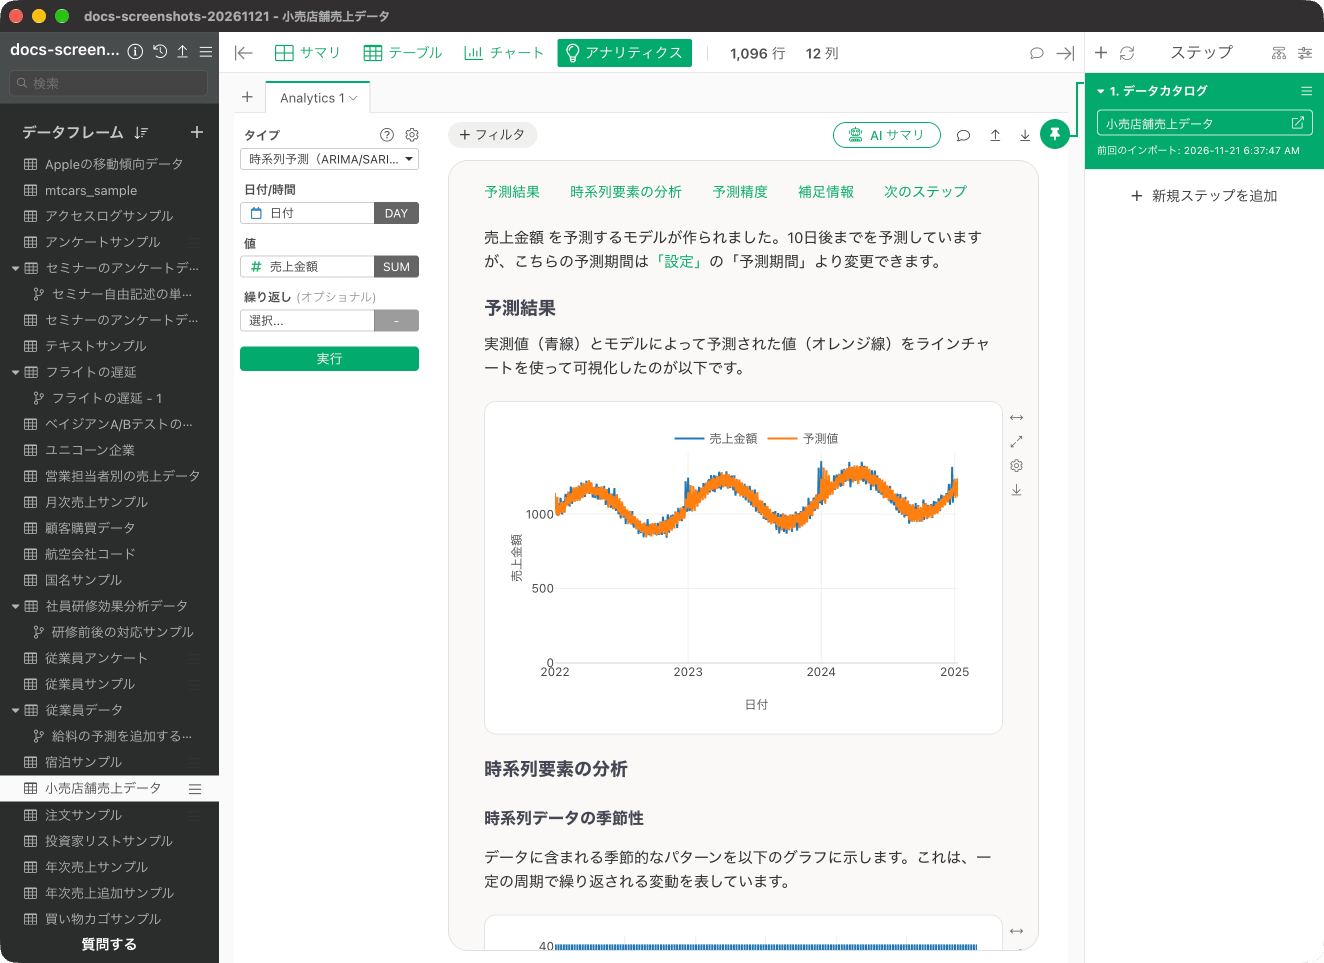 docs-screenshots-20261121 - 小売店舗売上データ
docs-screen...
検索
データフレーム
Appleの移動傾向データ
mtcars_sample
アクセスログサンプル
アンケートサンプル
セミナーのアンケートデ...
セミナー自由記述の単...
セミナーのアンケートデ...
テキストサンプル
フライトの遅延
フライトの遅延 - 1
ベイジアンA/Bテストの...
ユニコーン企業
営業担当者別の売上データ
月次売上サンプル
顧客購買データ
航空会社コード
国名サンプル
社員研修効果分析データ
研修前後の対応サンプル
従業員アンケート
従業員サンプル
従業員データ
給料の予測を追加する...
宿泊サンプル
小売店舗売上データ
注文サンプル
投資家リストサンプル
年次売上サンプル
年次売上追加サンプル
買い物カゴサンプル
質問する
サマリ テーブル チャート アナリティクス 1,096 行 12 列
Analytics 1
タイプ
時系列予測（ARIMA/SARI...
日付/時間
日付 DAY
値
売上金額 SUM
繰り返し (オプショナル)
選択... -
実行
フィルタ
AI サマリ
予測結果 時系列要素の分析 予測精度 補足情報 次のステップ
売上金額 を予測するモデルが作られました。10日後までを予測しています
が、こちらの予測期間は「設定」の「予測期間」より変更できます。
予測結果
実測値（青線）とモデルによって予測された値（オレンジ線）をラインチャ
ートを使って可視化したのが以下です。
売上金額 予測値
1000
500
0
売上金額
2022 2023 2024 2025
日付
時系列要素の分析
時系列データの季節性
データに含まれる季節的なパターンを以下のグラフに示します。これは、一
定の周期で繰り返される変動を表しています。
40
ステップ
1. データカタログ
小売店舗売上データ
前回のインポート: 2026-11-21 6:37:47 AM
新規ステップを追加